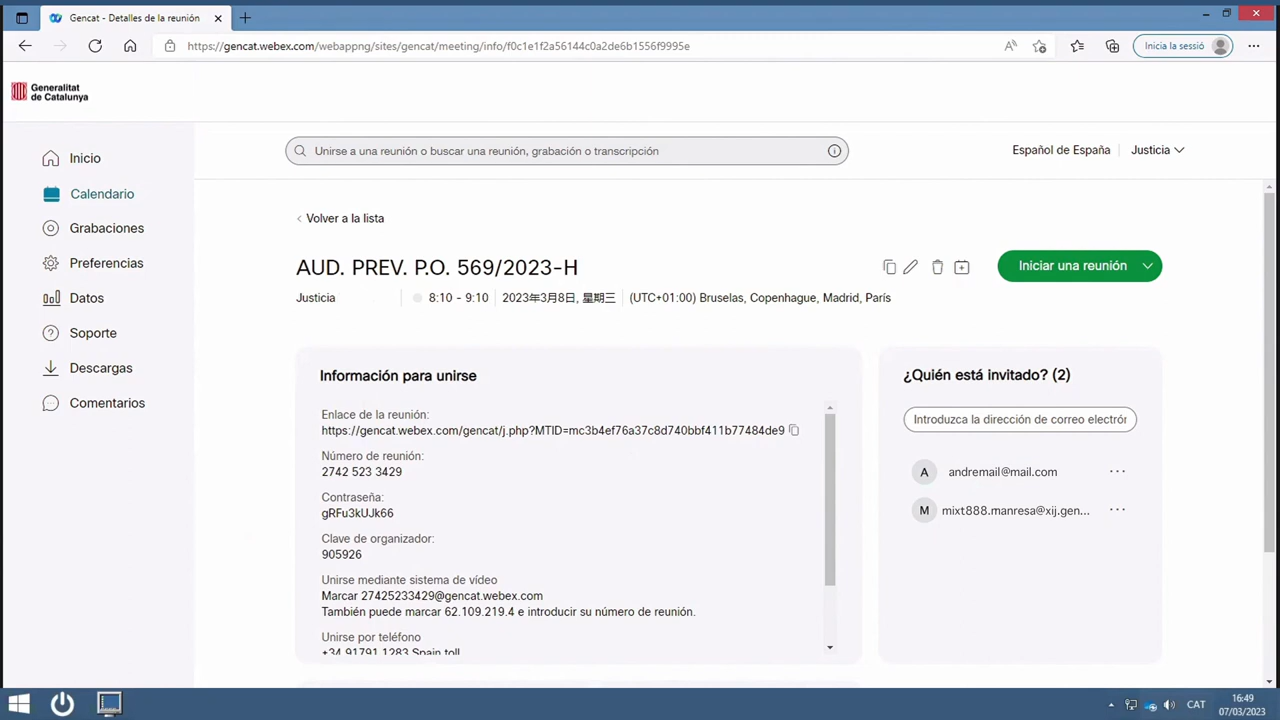 Gencat - Detalles de la reunión
https://gencat.webex.com/webappng/sites/gencat/meeting/info/f0c1e1f2a56144c0a2de6b1556f9995e
Inicia la sessió
Generalitat
de Catalunya
Unirse a una reunión o buscar una reunión, grabación o transcripción
Español de España
Justicia
Inicio
Calendario
Grabaciones
Preferencias
Datos
Soporte
Descargas
Comentarios
Volver a la lista
AUD. PREV. P.O. 569/2023-H
Iniciar una reunión
Justicia
8:10 - 9:10
2023年3月8日, 星期三
(UTC+01:00) Bruselas, Copenhague, Madrid, París
Información para unirse
Enlace de la reunión:
https://gencat.webex.com/gencat/j.php?MTID=mc3b4ef76a37c8d740bbf411b77484de9
Número de reunión:
2742 523 3429
Contraseña:
gRFu3kUJk66
Clave de organizador:
905926
Unirse mediante sistema de vídeo
Marcar 27425233429@gencat.webex.com
También puede marcar 62.109.219.4 e introducir su número de reunión.
Unirse por teléfono
+34 91791 1283 Spain toll
¿Quién está invitado? (2)
Introduzca la dirección de correo electrór
A
andremail@mail.com
M
mixt888.manresa@xij.gen...
CAT
16:49
07/03/2023